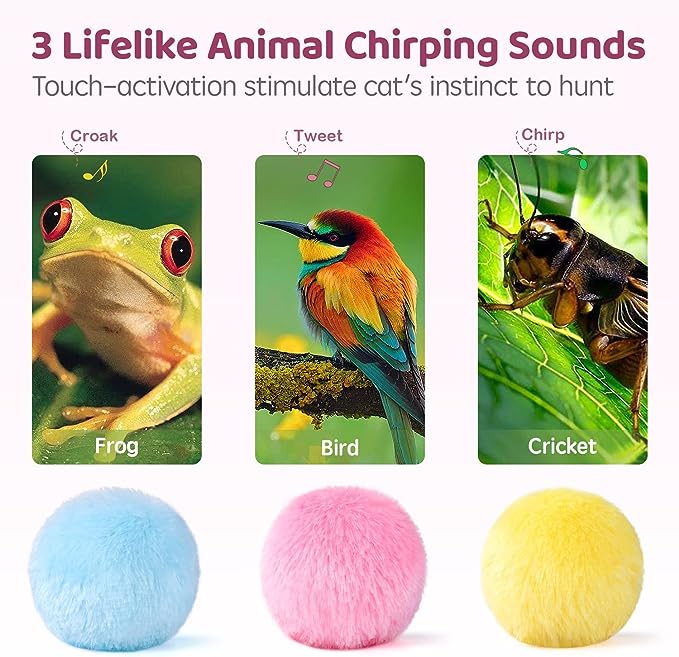 3 Lifelike Animal Chirping Sounds
Touch-activation stimulate cat's instinct to hunt
Croak
Tweet
Chirp
Frog
Bird
Cricket